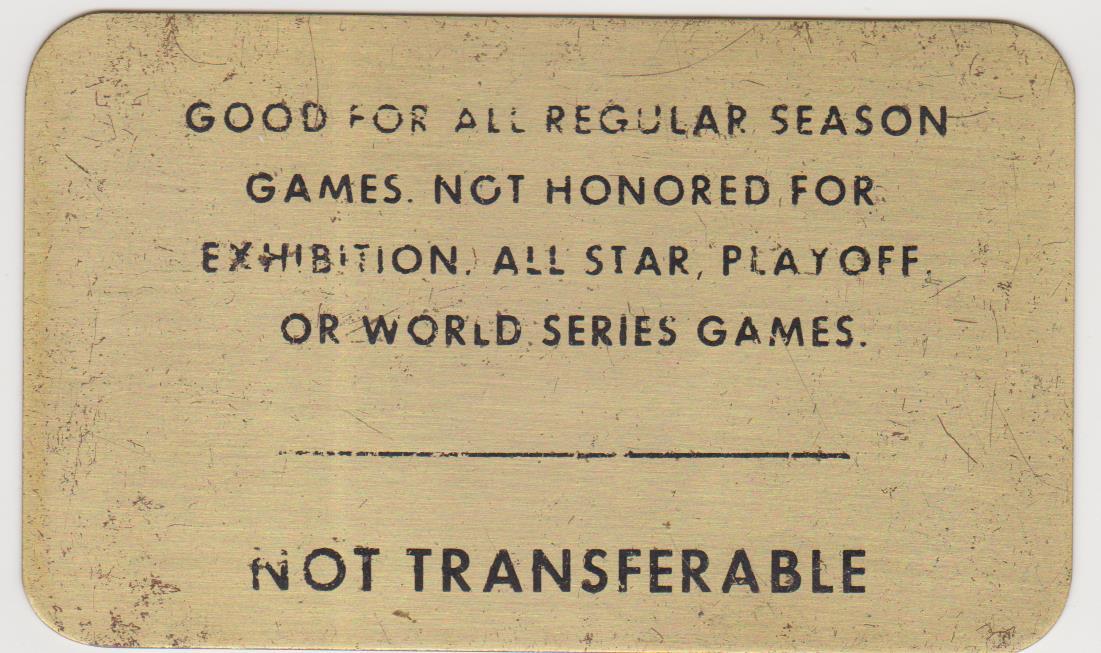 GOOD FOR ALL REGULAR SEASON
GAMES. NOT HONORED FOR
EXHIBITION, ALL STAR, PLAYOFF,
OR WORLD SERIES GAMES.
NOT TRANSFERABLE